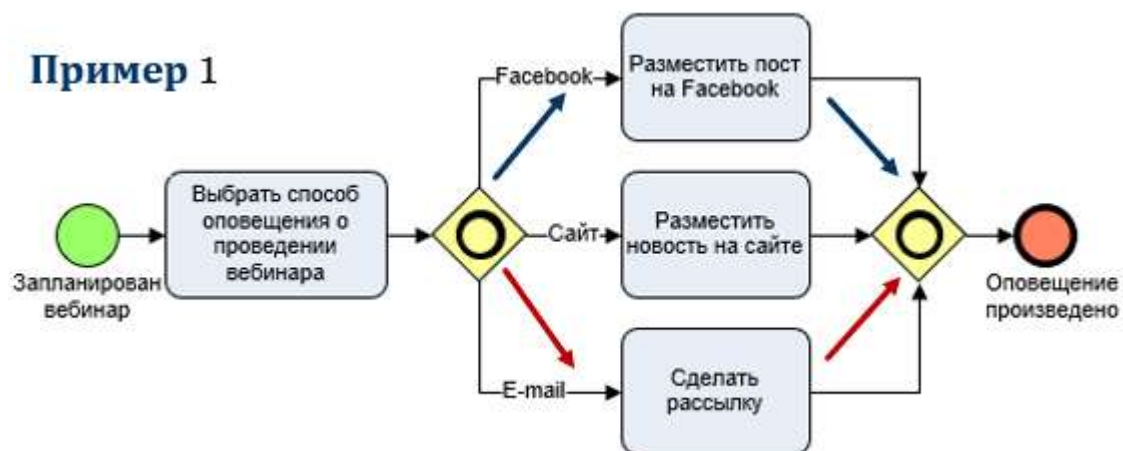 Пример 1
Запланирован
вебинар
Выбрать способ
оповещения о
проведении
вебинара
Facebook
Сайт
E-mail
Разместить пост
на Facebook
Разместить
новость на сайте
Сделать
рассылку
Оповещение
произведено